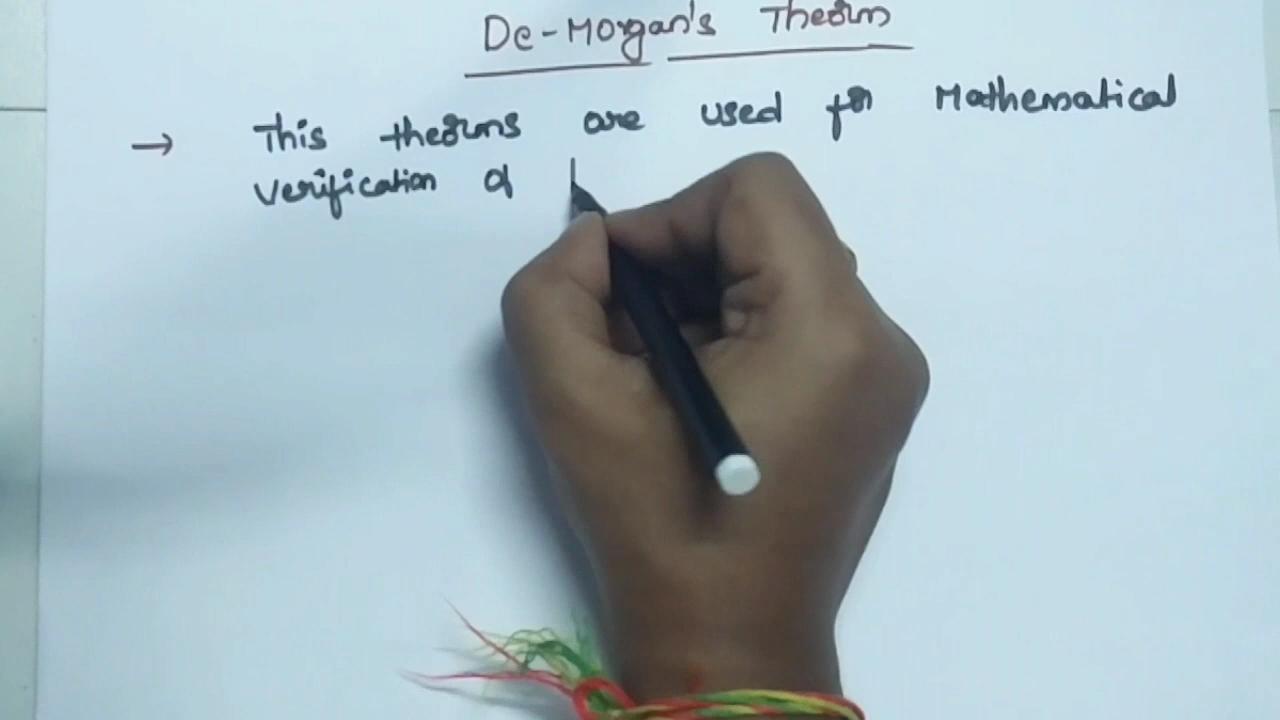 De-Morgan's Theorm
→ This theorms are used for Mathematical
verification of